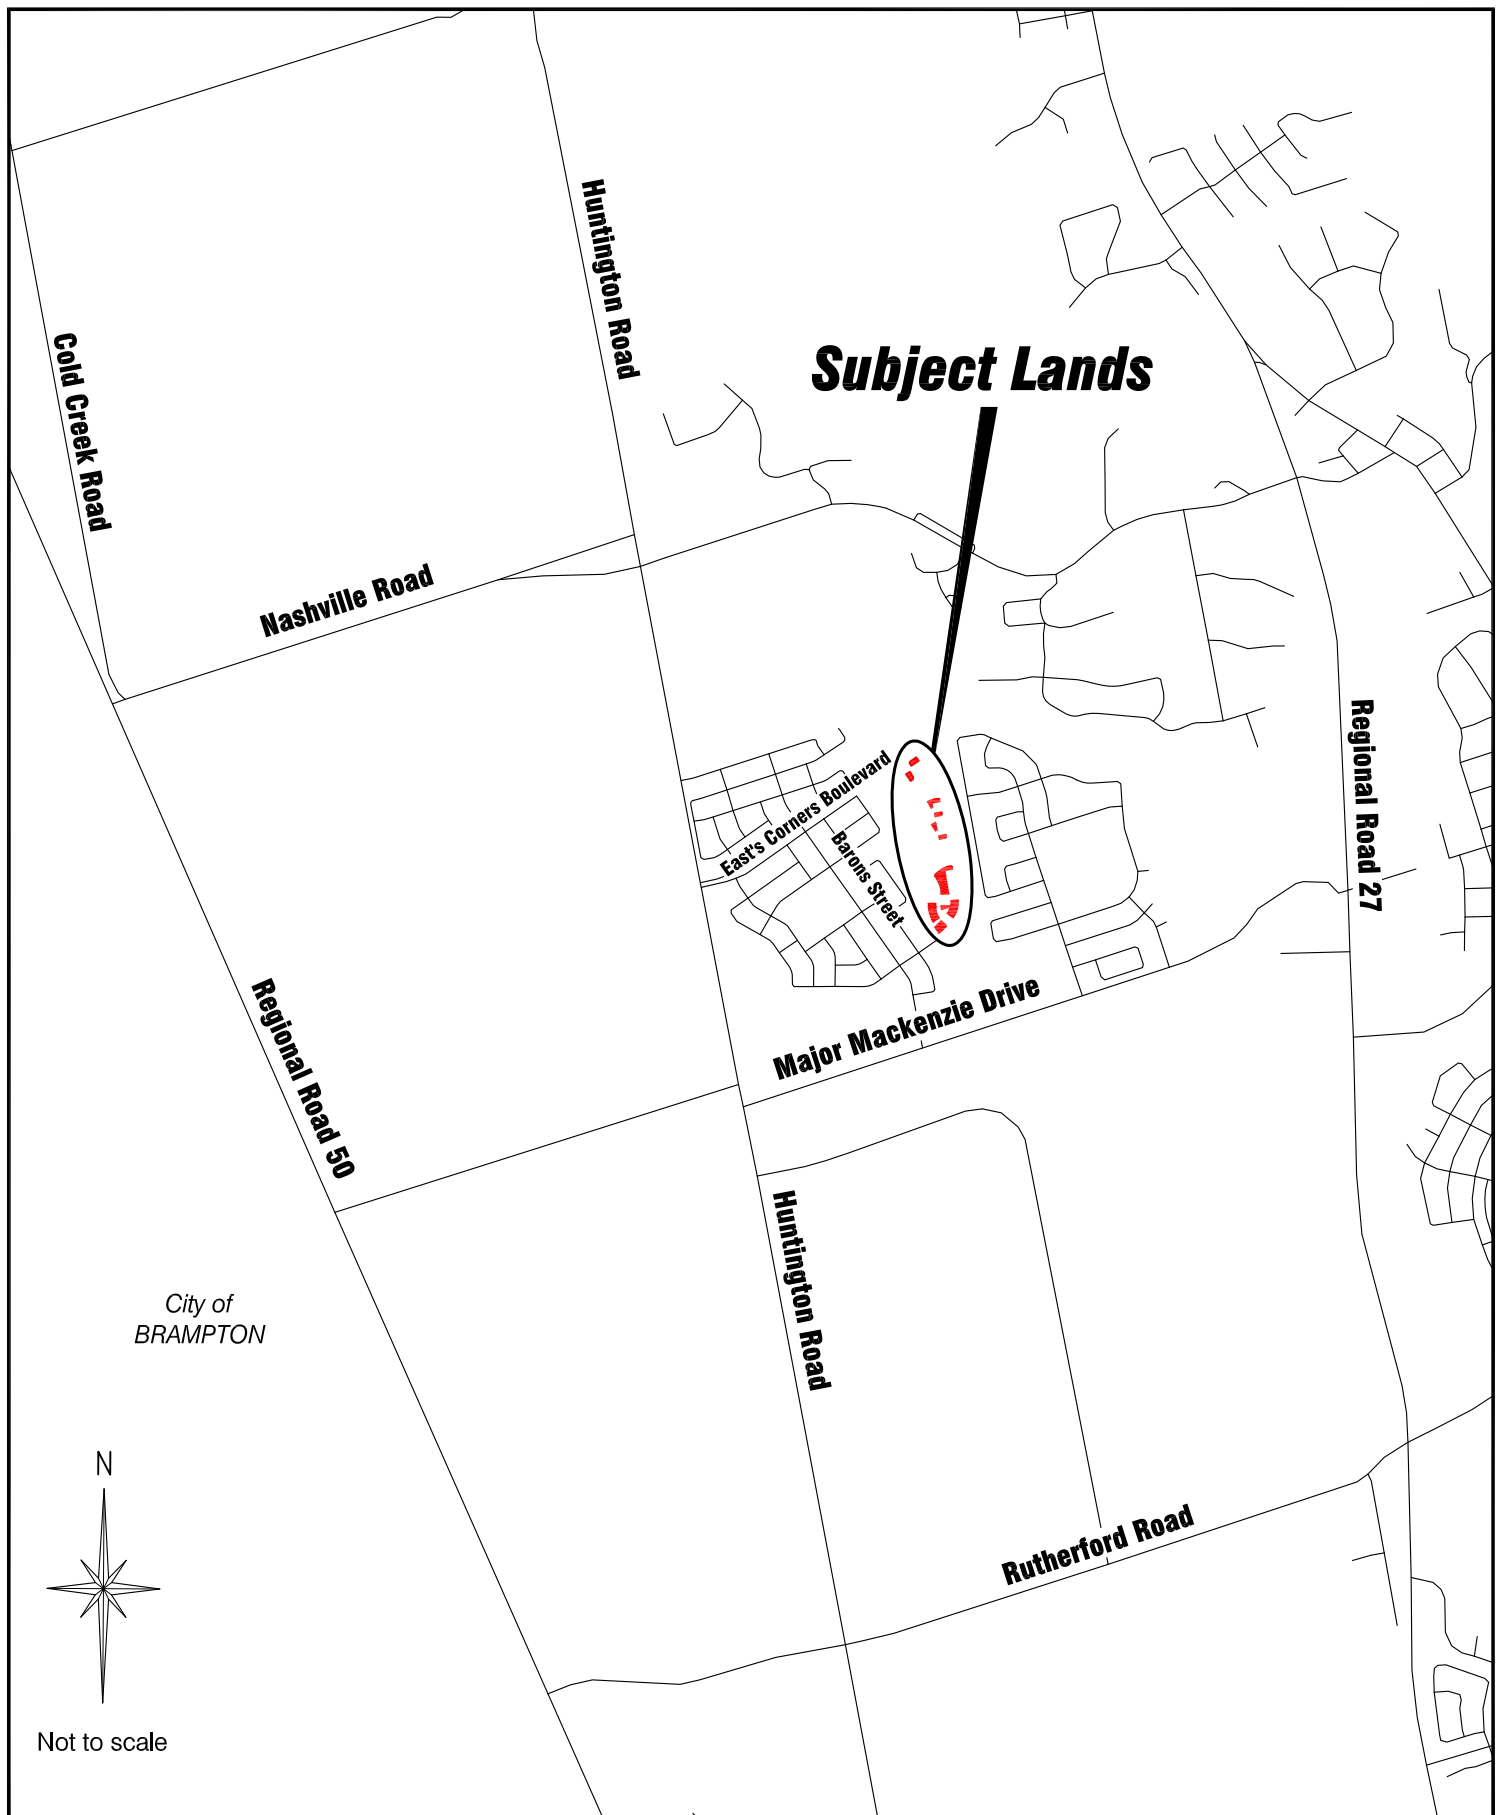 Huntington Road
Cold Creek Road
Subject Lands
Nashville Road
Regional Road 27
East's Corners Boulevard
Barons Street
Major Mackenzie Drive
Regional Road 50
Huntington Road
City of
BRAMPTON
N
Rutherford Road
Not to scale